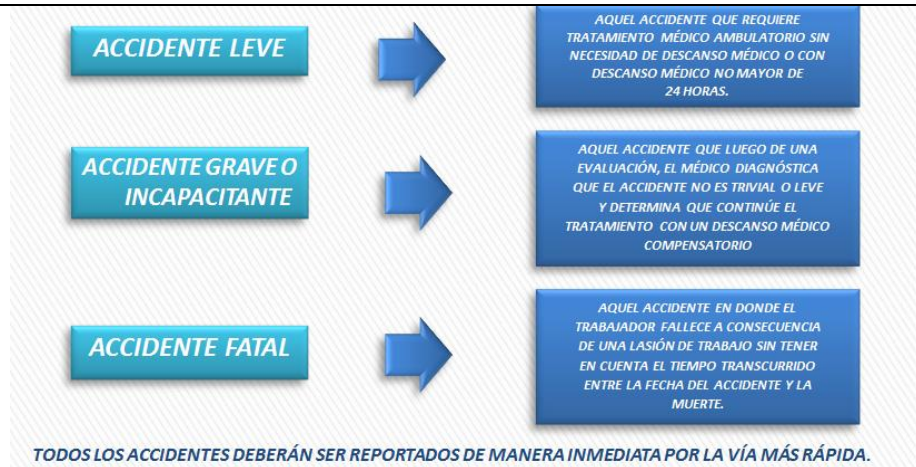 ACCIDENTE LEVE
AQUEL ACCIDENTE QUE REQUIERE
TRATAMIENTO MÉDICO AMBULATORIO SIN
NECESIDAD DE DESCANSO MÉDICO O CON
DESCANSO MÉDICO NO MAYOR DE
24 HORAS.
ACCIDENTE GRAVE O
INCAPACITANTE
AQUEL ACCIDENTE QUE LUEGO DE UNA
EVALUACIÓN, EL MÉDICO DIAGNÓSTICA
QUE EL ACCIDENTE NO ES TRIVIAL O LEVE
Y DETERMINA QUE CONTINÚE EL
TRATAMIENTO CON UN DESCANSO MÉDICO
COMPENSATORIO
ACCIDENTE FATAL
AQUEL ACCIDENTE EN DONDE EL
TRABAJADOR FALLECE A CONSECUENCIA
DE UNA LASIÓN DE TRABAJO SIN TENER
EN CUENTA EL TIEMPO TRANSCURRIDO
ENTRE LA FECHA DEL ACCIDENTE Y LA
MUERTE.
TODOS LOS ACCIDENTES DEBERÁN SER REPORTADOS DE MANERA INMEDIATA POR LA VÍA MÁS RÁPIDA.